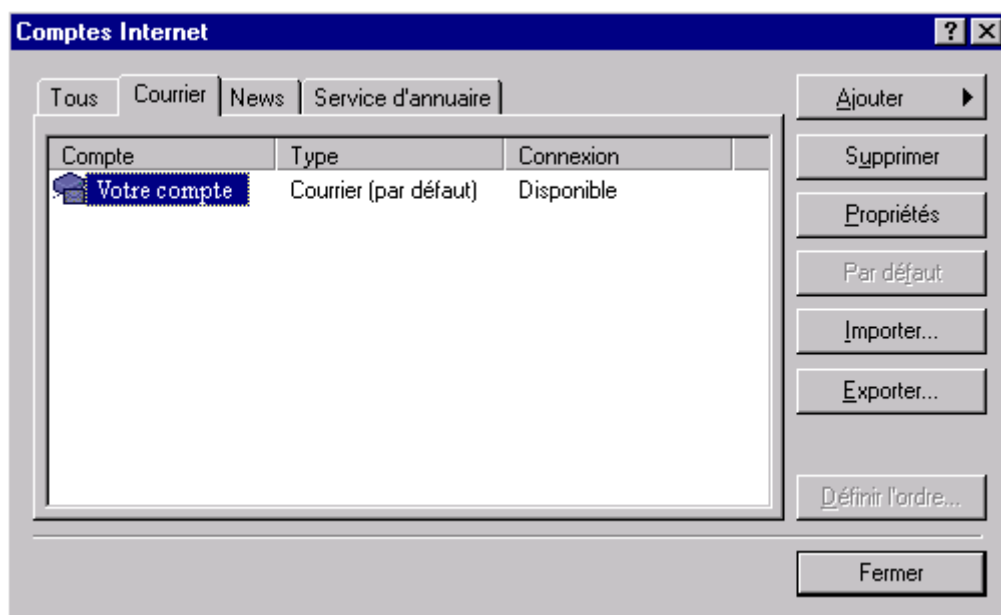 Comptes Internet
Tous Courrier News Service d'annuaire
Compte Type Connexion
Votre compte Courrier (par défaut) Disponible
Ajouter
Supprimer
Propriétés
Par défaut
Importer...
Exporter...
Définir l'ordre...
Fermer